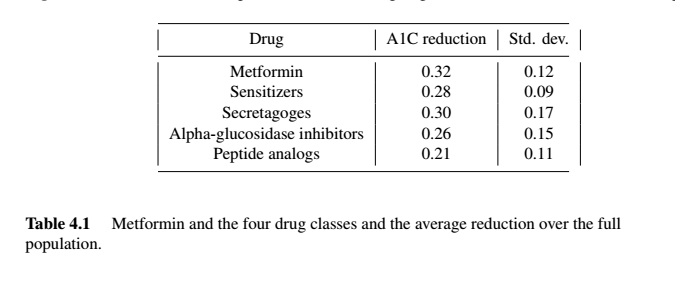 Drug A1C reduction Std. dev.
Metformin 0.32 0.12
Sensitizers 0.28 0.09
Secretagoges 0.30 0.17
Alpha-glucosidase inhibitors 0.26 0.15
Peptide analogs 0.21 0.11
Table 4.1 Metformin and the four drug classes and the average reduction over the full
population.